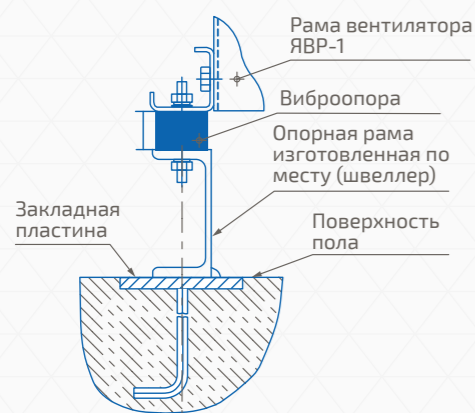 Рама вентилятора
ЯВР-1
Виброопора
Опорная рама
изготовленная по
месту (швеллер)
Закладная
пластина
Поверхность
пола